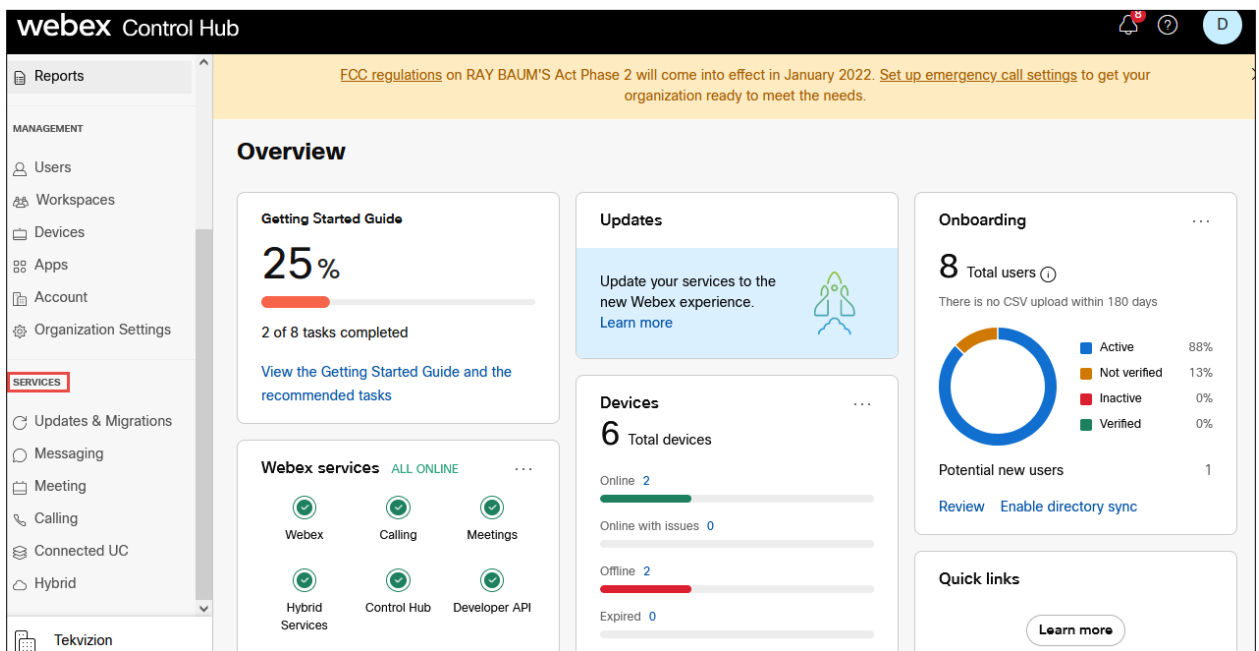 webex Control Hub
8
D
Reports
MANAGEMENT
Users
Workspaces
Devices
Apps
Account
Organization Settings
SERVICES
Updates & Migrations
Messaging
Meeting
Calling
Connected UC
Hybrid
Tekvizion
FCC regulations on RAY BAUM'S Act Phase 2 will come into effect in January 2022. Set up emergency call settings to get your
organization ready to meet the needs.
Overview
Getting Started Guide
25%
2 of 8 tasks completed
View the Getting Started Guide and the
recommended tasks
Webex services ALL ONLINE ...
Webex Calling Meetings
Hybrid Control Hub Developer API
Services
Updates
Update your services to the
new Webex experience.
Learn more
Devices ...
6 Total devices
Online 2
Online with issues 0
Offline 2
Expired 0
Onboarding ...
8 Total users
There is no CSV upload within 180 days
Active 88%
Not verified 13%
Inactive 0%
Verified 0%
Potential new users 1
Review Enable directory sync
Quick links
Learn more